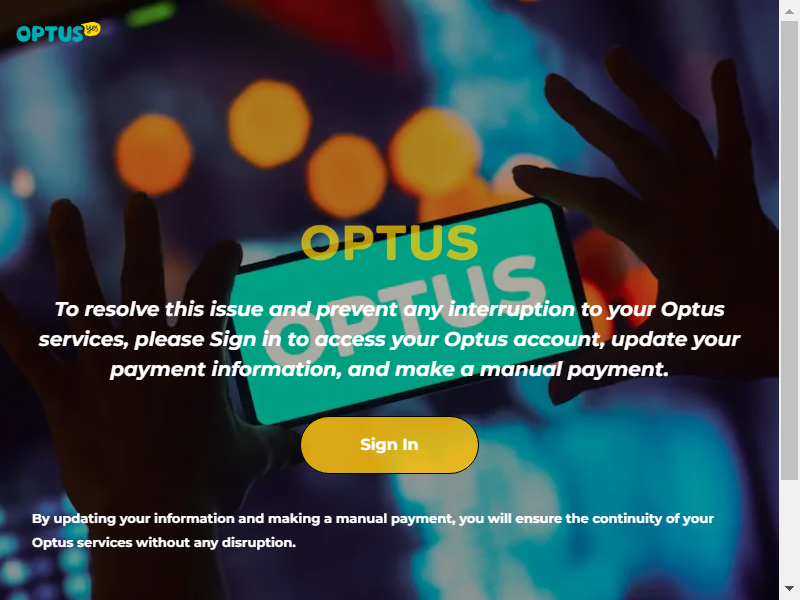 OPTUS yes
OPTUS
OPTUS
To resolve this issue and prevent any interruption to your Optus
services, please Sign in to access your Optus account, update your
payment information, and make a manual payment.
Sign In
By updating your information and making a manual payment, you will ensure the continuity of your
Optus services without any disruption.